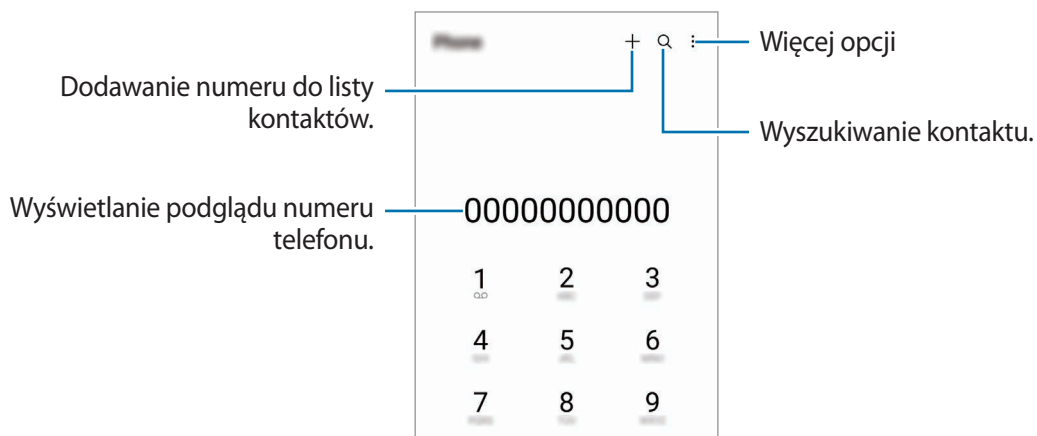 Phone
Więcej opcji
Dodawanie numeru do listy
kontaktów.
Wyszukiwanie kontaktu.
Wyświetlanie podglądu numeru
telefonu.
00000000000
1 2 3
4 5 6
7 8 9